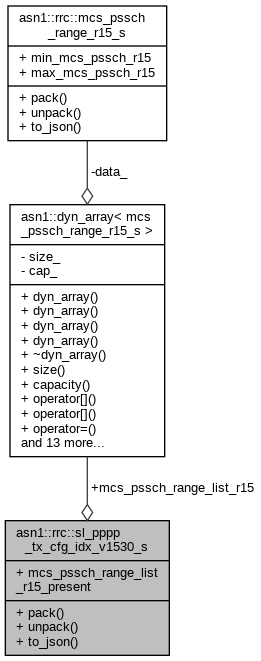 asn1::rrc::mcs_pssch
_range_r15_s
+ min_mcs_pssch_r15
+ max_mcs_pssch_r15
+ pack()
+ unpack()
+ to_json()
-data_
asn1::dyn_array< mcs
_pssch_range_r15_s >
- size_
- cap_
+ dyn_array()
+ dyn_array()
+ dyn_array()
+ dyn_array()
+ ~dyn_array()
+ size()
+ capacity()
+ operator[]()
+ operator[]()
+ operator=()
and 13 more...
+mcs_pssch_range_list_r15
asn1::rrc::sl_pppp
_tx_cfg_idx_v1530_s
+ mcs_pssch_range_list
_r15_present
+ pack()
+ unpack()
+ to_json()